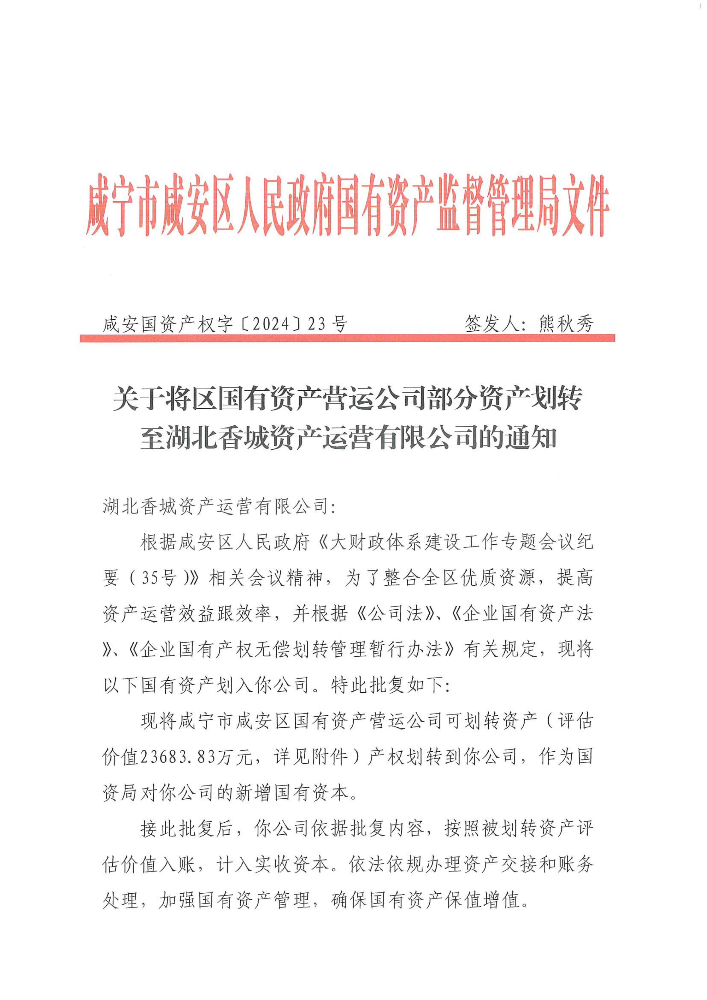 咸宁市咸安区人民政府国有资产监督管理局文件
咸安国资产权字〔2024〕23号 签发人：熊秋秀
关于将区国有资产营运公司部分资产划转
至湖北香城资产运营有限公司的通知
湖北香城资产运营有限公司：
根据咸安区人民政府《大财政体系建设工作专题会议纪
要（35号）》相关会议精神，为了整合全区优质资源，提高
资产运营效益跟效率，并根据《公司法》、《企业国有资产法
》、《企业国有产权无偿划转管理暂行办法》有关规定，现将
以下国有资产划入你公司。特此批复如下：
现将咸宁市咸安区国有资产营运公司可划转资产（评估
价值23683.83万元，详见附件）产权划转到你公司，作为国
资局对你公司的新增国有资本。
接此批复后，你公司依据批复内容，按照被划转资产评
估价值入账，计入实收资本。依法依规办理资产交接和账务
处理，加强国有资产管理，确保国有资产保值增值。